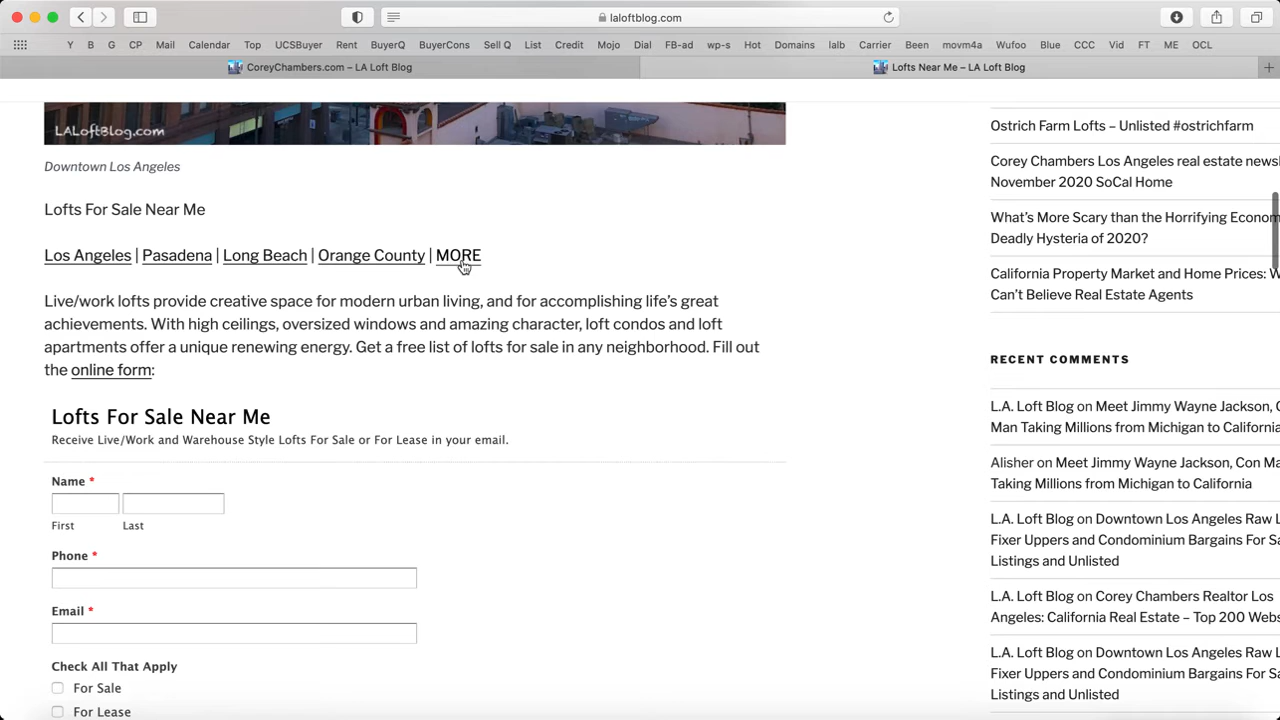 laloftblog.com
Y B G CP Mail Calendar Top UCSBuyer Rent BuyerQ BuyerCons Sell Q List Credit Mojo Dial FB-ad wp-s Hot Domains lalb Carrier Been movm4a Wufoo Blue CCC Vid FT ME OCL
CoreyChambers.com – LA Loft Blog
Lofts Near Me – LA Loft Blog
LALoftBlog.com
Downtown Los Angeles
Lofts For Sale Near Me
Los Angeles | Pasadena | Long Beach | Orange County | MORE
Live/work lofts provide creative space for modern urban living, and for accomplishing life's great
achievements. With high ceilings, oversized windows and amazing character, loft condos and loft
apartments offer a unique renewing energy. Get a free list of lofts for sale in any neighborhood. Fill out
the online form:
Lofts For Sale Near Me
Receive Live/Work and Warehouse Style Lofts For Sale or For Lease in your email.
Name *
First Last
Phone *
Email *
Check All That Apply
For Sale
For Lease
Ostrich Farm Lofts – Unlisted #ostrichfarm
Corey Chambers Los Angeles real estate news
November 2020 SoCal Home
What's More Scary than the Horrifying Econom
Deadly Hysteria of 2020?
California Property Market and Home Prices: W
Can't Believe Real Estate Agents
RECENT COMMENTS
L.A. Loft Blog on Meet Jimmy Wayne Jackson, C
Man Taking Millions from Michigan to California
Alisher on Meet Jimmy Wayne Jackson, Con Ma
Taking Millions from Michigan to California
L.A. Loft Blog on Downtown Los Angeles Raw L
Fixer Uppers and Condominium Bargains For Sa
Listings and Unlisted
L.A. Loft Blog on Corey Chambers Realtor Los
Angeles: California Real Estate – Top 200 Webs
L.A. Loft Blog on Downtown Los Angeles Raw L
Fixer Uppers and Condominium Bargains For Sa
Listings and Unlisted